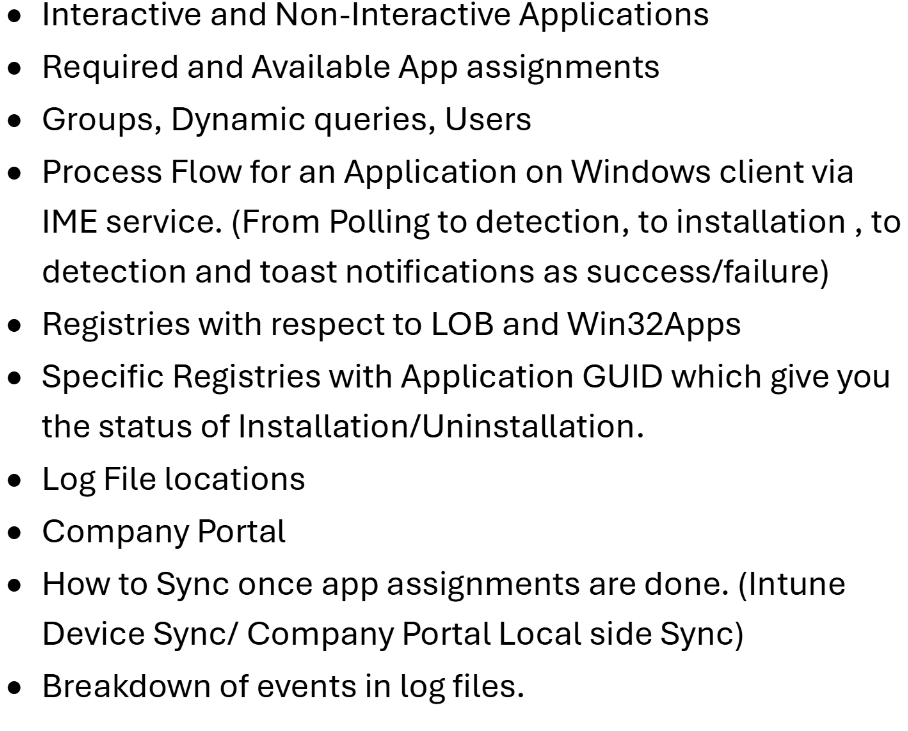 • Interactive and Non-Interactive Applications
• Required and Available App assignments
• Groups, Dynamic queries, Users
• Process Flow for an Application on Windows client via
IME service. (From Polling to detection, to installation , to
detection and toast notifications as success/failure)
• Registries with respect to LOB and Win32Apps
• Specific Registries with Application GUID which give you
the status of Installation/Uninstallation.
• Log File locations
• Company Portal
• How to Sync once app assignments are done. (Intune
Device Sync/ Company Portal Local side Sync)
• Breakdown of events in log files.